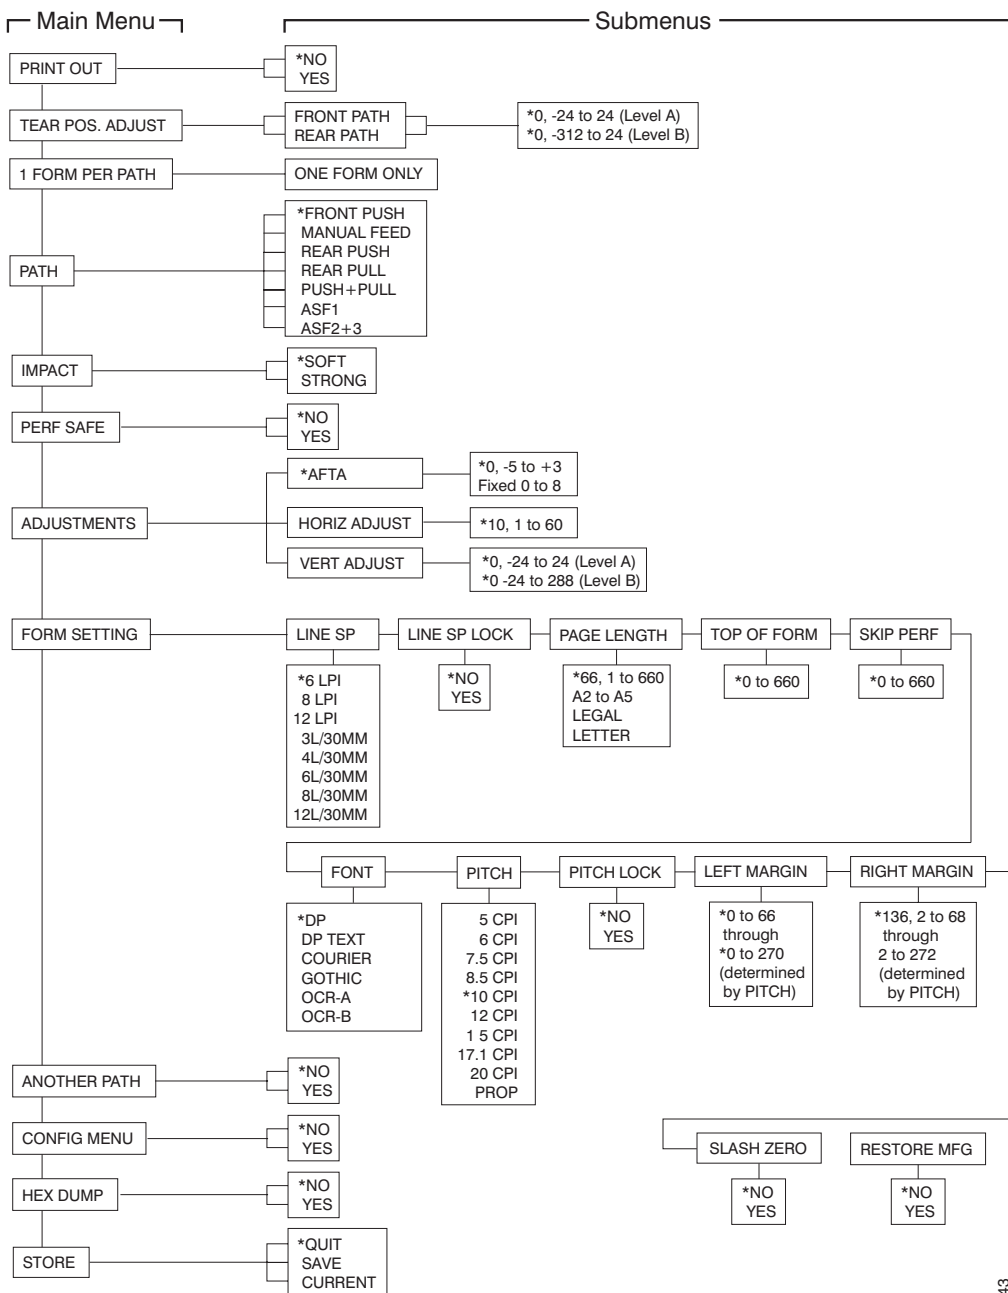 Main Menu
Submenus
PRINT OUT
*NO
YES
TEAR POS. ADJUST
FRONT PATH
REAR PATH
*0, -24 to 24 (Level A)
*0, -312 to 24 (Level B)
1 FORM PER PATH
ONE FORM ONLY
PATH
*FRONT PUSH
MANUAL FEED
REAR PUSH
REAR PULL
PUSH+PULL
ASF1
ASF2+3
IMPACT
*SOFT
STRONG
PERF SAFE
*NO
YES
ADJUSTMENTS
*AFTA
*0, -5 to +3
Fixed 0 to 8
HORIZ ADJUST
*10, 1 to 60
VERT ADJUST
*0, -24 to 24 (Level A)
*0 -24 to 288 (Level B)
FORM SETTING
LINE SP
*6 LPI
8 LPI
12 LPI
3L/30MM
4L/30MM
6L/30MM
8L/30MM
12L/30MM
LINE SP LOCK
*NO
YES
PAGE LENGTH
*66, 1 to 660
A2 to A5
LEGAL
LETTER
TOP OF FORM
*0 to 660
SKIP PERF
*0 to 660
FONT
*DP
DP TEXT
COURIER
GOTHIC
OCR-A
OCR-B
PITCH
5 CPI
6 CPI
7.5 CPI
8.5 CPI
*10 CPI
12 CPI
1 5 CPI
17.1 CPI
20 CPI
PROP
PITCH LOCK
*NO
YES
LEFT MARGIN
*0 to 66
through
*0 to 270
(determined
by PITCH)
RIGHT MARGIN
*136, 2 to 68
through
2 to 272
(determined
by PITCH)
SLASH ZERO
*NO
YES
RESTORE MFG
*NO
YES
ANOTHER PATH
*NO
YES
CONFIG MENU
*NO
YES
HEX DUMP
*NO
YES
STORE
*QUIT
SAVE
CURRENT
43